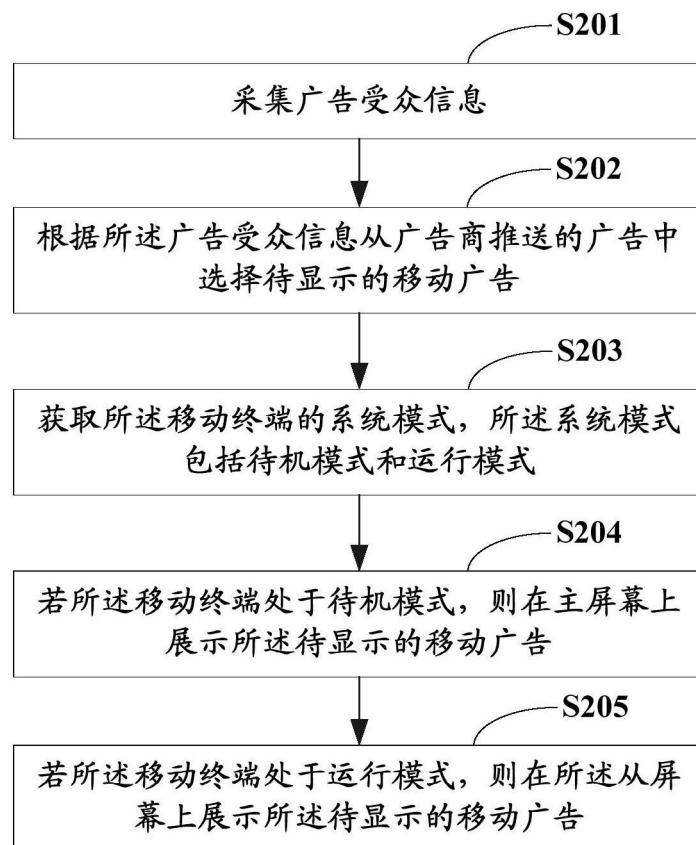 S201
采集广告受众信息
S202
根据所述广告受众信息从广告商推送的广告中
选择待显示的移动广告
S203
获取所述移动终端的系统模式，所述系统模式
包括待机模式和运行模式
S204
若所述移动终端处于待机模式，则在主屏幕上
展示所述待显示的移动广告
S205
若所述移动终端处于运行模式，则在所述从屏
幕上展示所述待显示的移动广告